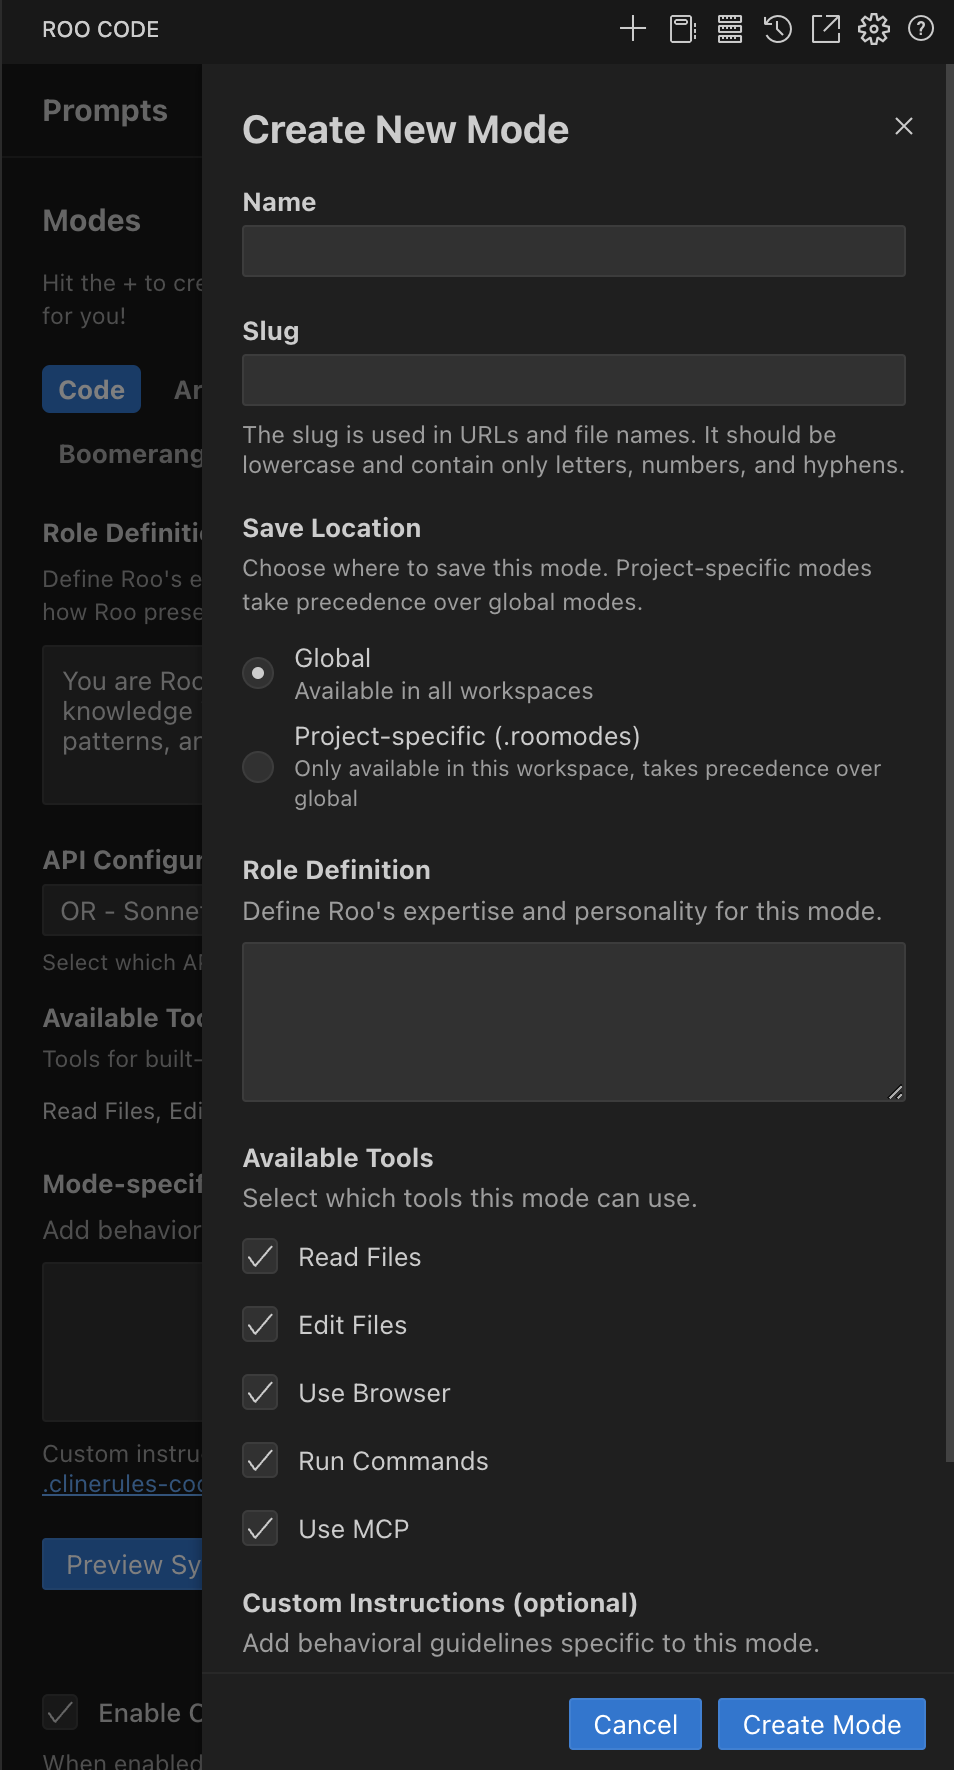 ROO CODE
Prompts
Modes
Hit the + to cre
for you!
Code Ar
Boomerang
Role Definiti
Define Roo's e
how Roo prese
You are Roo
knowledge
patterns, an
API Configur
OR - Sonnet
Select which AP
Available Too
Tools for built-
Read Files, Edi
Mode-specif
Add behavior
Custom instru
.clinerules-cod
Preview Sy
Enable C
When enabled
Create New Mode
Name
Slug
The slug is used in URLs and file names. It should be
lowercase and contain only letters, numbers, and hyphens.
Save Location
Choose where to save this mode. Project-specific modes
take precedence over global modes.
Global
Available in all workspaces
Project-specific (.roomodes)
Only available in this workspace, takes precedence over
global
Role Definition
Define Roo's expertise and personality for this mode.
Available Tools
Select which tools this mode can use.
Read Files
Edit Files
Use Browser
Run Commands
Use MCP
Custom Instructions (optional)
Add behavioral guidelines specific to this mode.
Cancel
Create Mode